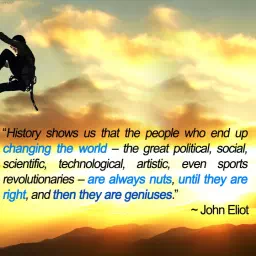 “History shows us that the people who end up
changing the world – the great political, social,
scientific, technological, artistic, even sports
revolutionaries – are always nuts, until they are
right, and then they are geniuses.”
~ John Eliot